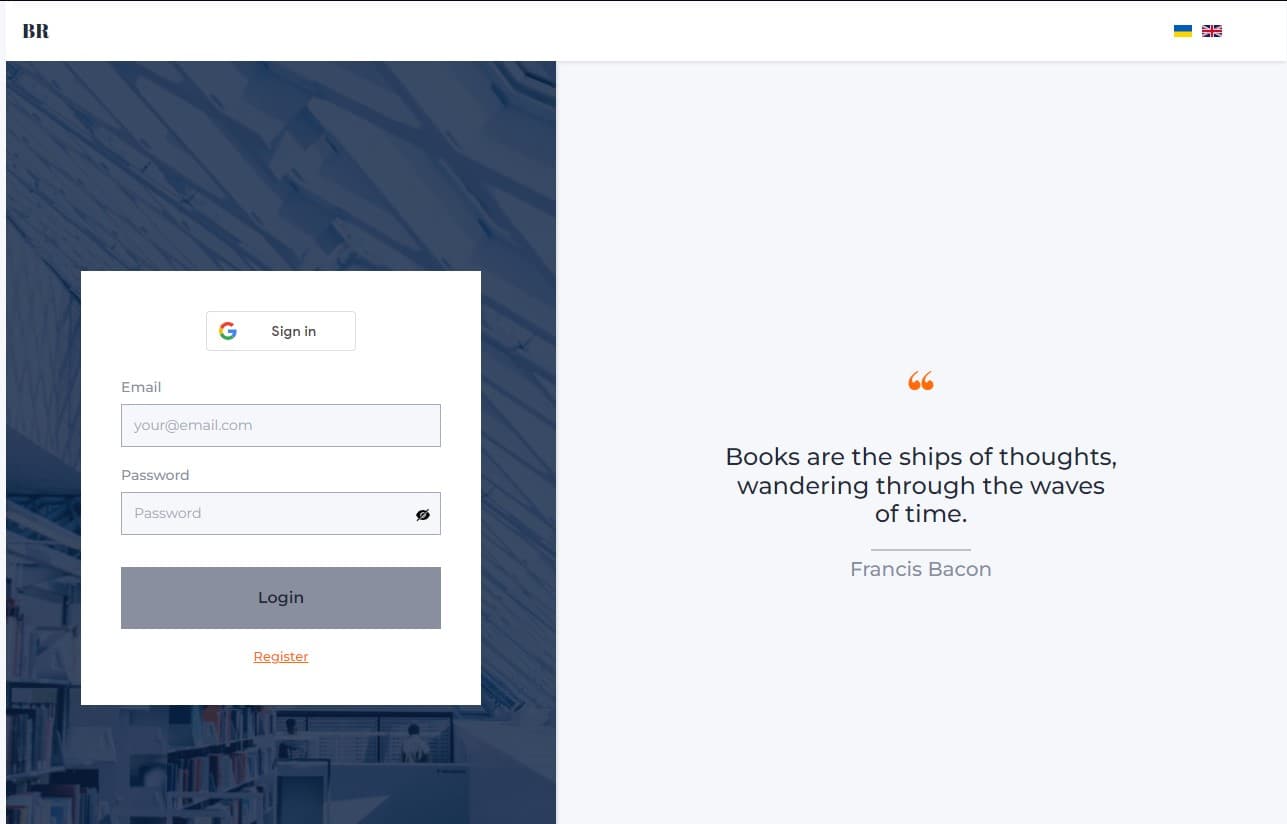 BR
Sign in
Email
your@email.com
Password
Password
Login
Register
“
Books are the ships of thoughts,
wandering through the waves
of time.
Francis Bacon